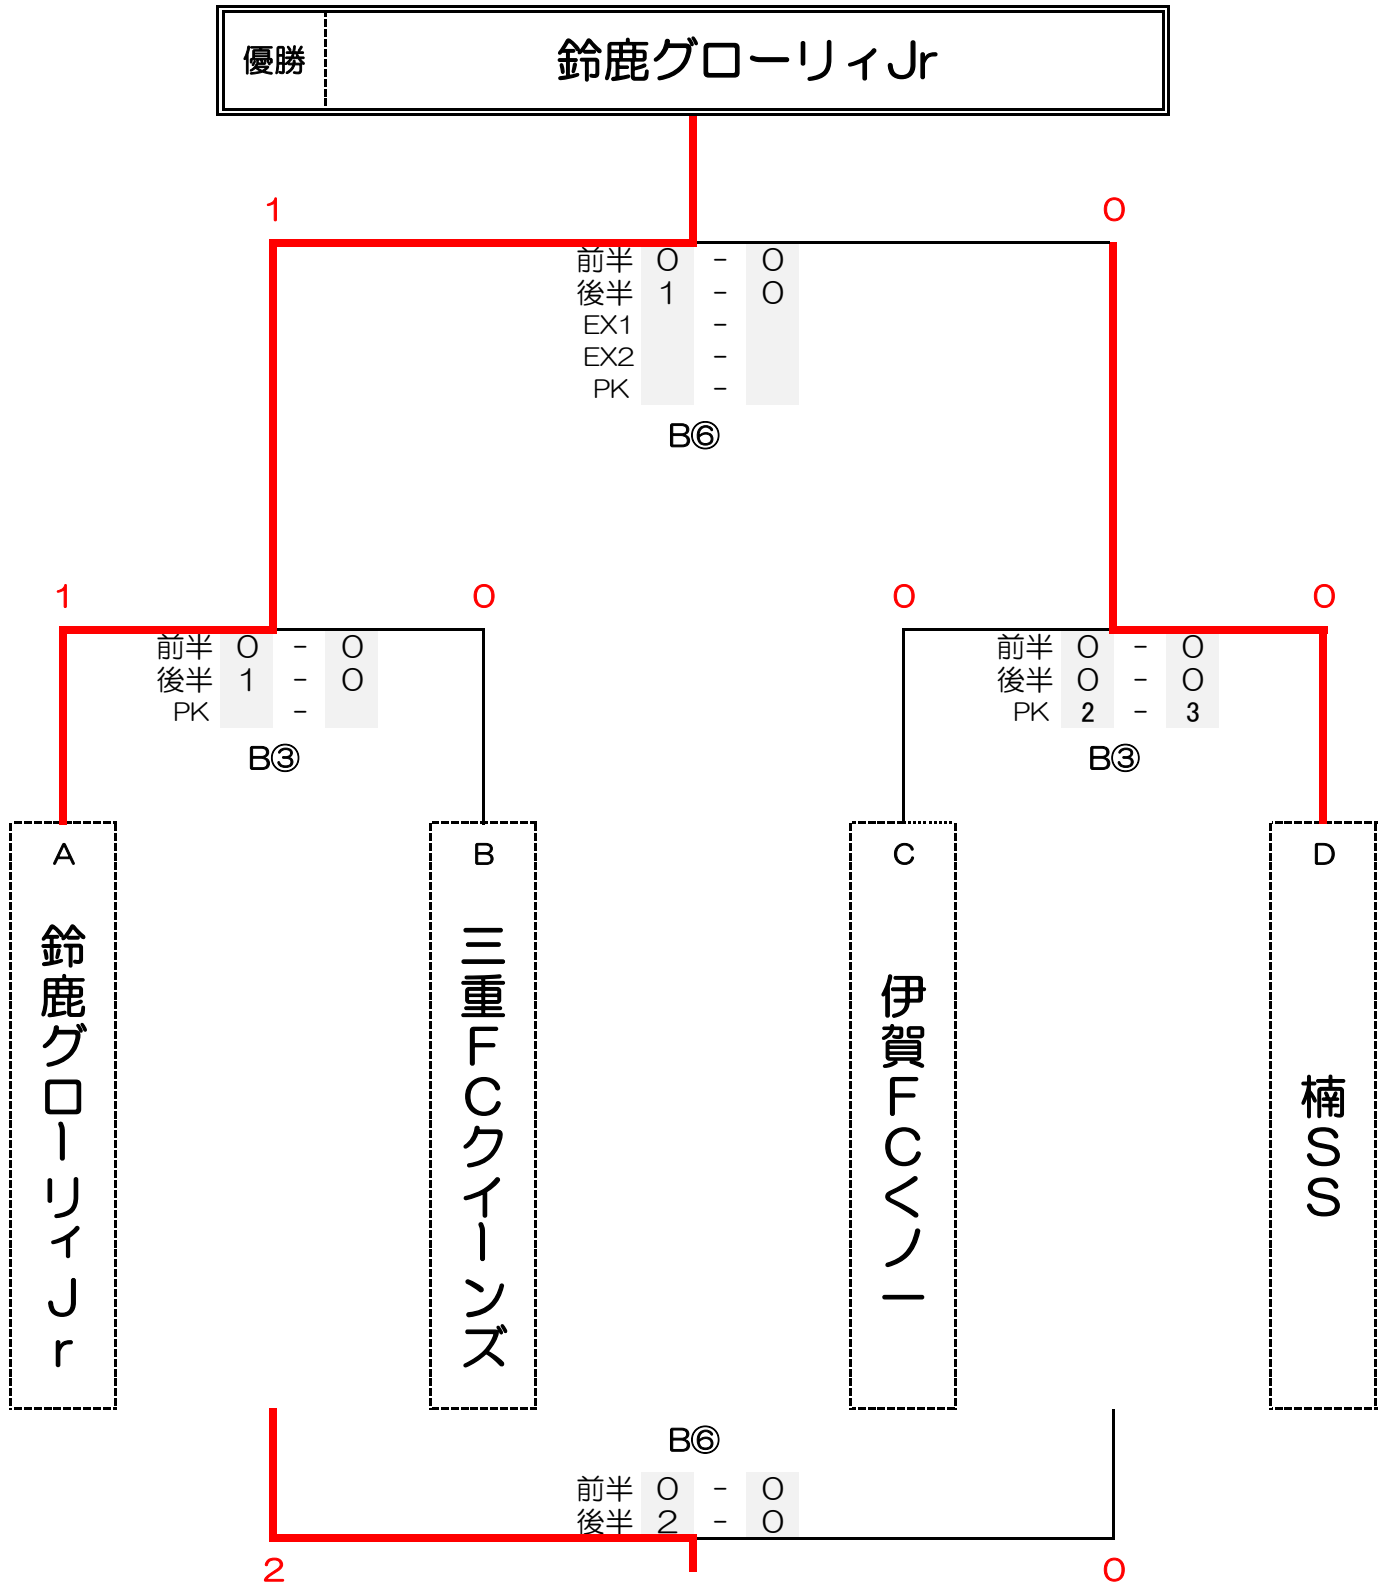 優勝 鈴鹿グローリィJr
1 0
前半 0 - 0
後半 1 - 0
EX1 -
EX2 -
PK -
B⑥
1 0 0 0
前半 0 - 0 前半 0 - 0
後半 1 - 0 後半 0 - 0
PK - PK 2 - 3
B③ B③
A B C D
鈴鹿グローリィJr
三重FCクイーンズ
伊賀FCくノ一
楠SS
B⑥
前半 0 - 0
後半 2 - 0
2 0